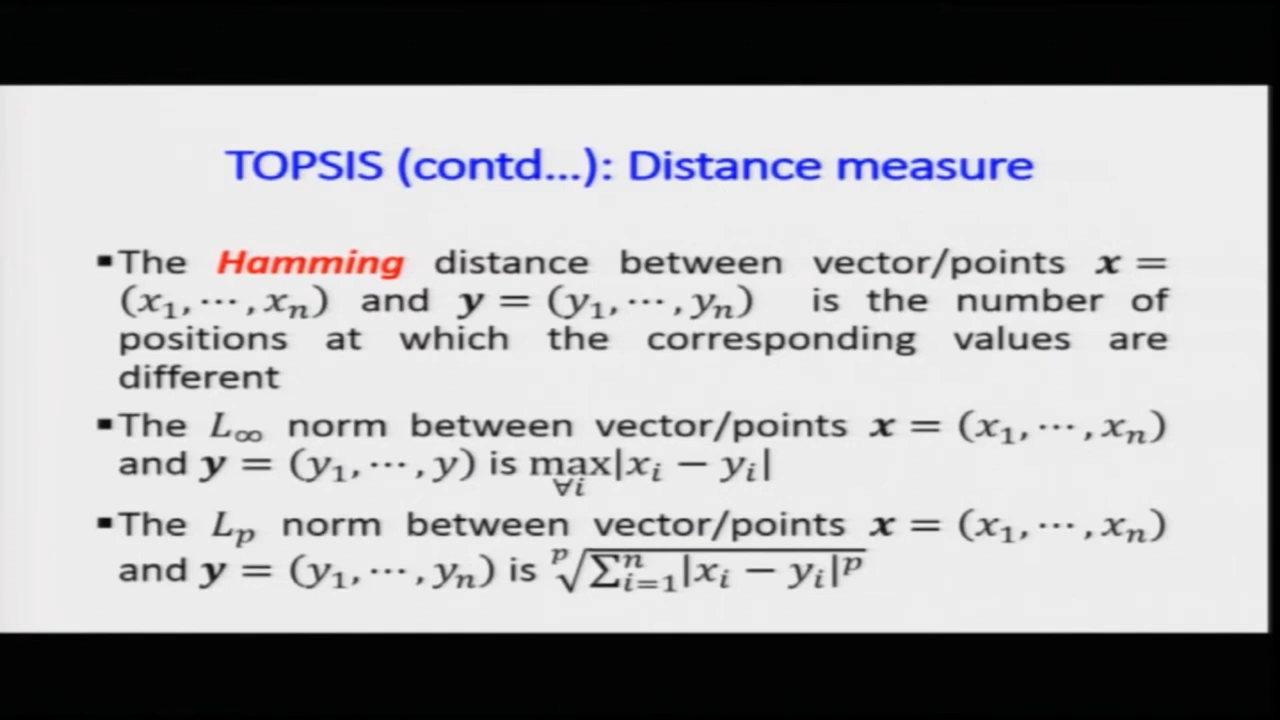 TOPSIS (contd...): Distance measure
▪The Hamming distance between vector/points x =
(x₁, ⋯ , xₙ) and y = (y₁, ⋯ , yₙ) is the number of
positions at which the corresponding values are
different
▪The L∞ norm between vector/points x = (x₁, ⋯ , xₙ)
and y = (y₁, ⋯ , y) is max|xᵢ − yᵢ|
∀i
▪The Lₚ norm between vector/points x = (x₁, ⋯ , xₙ)
and y = (y₁, ⋯ , yₙ) is ᵖ√Σⁿᵢ₌₁|xᵢ − yᵢ|ᵖ